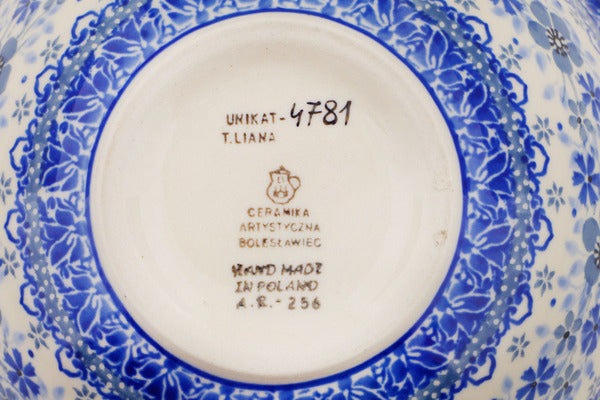 UNIKAT-4781
T.LIANA
CERAMIKA
ARTYSTYCZNA
BOLESŁAWIEC
HAND MADE
IN POLAND
A.R.-256